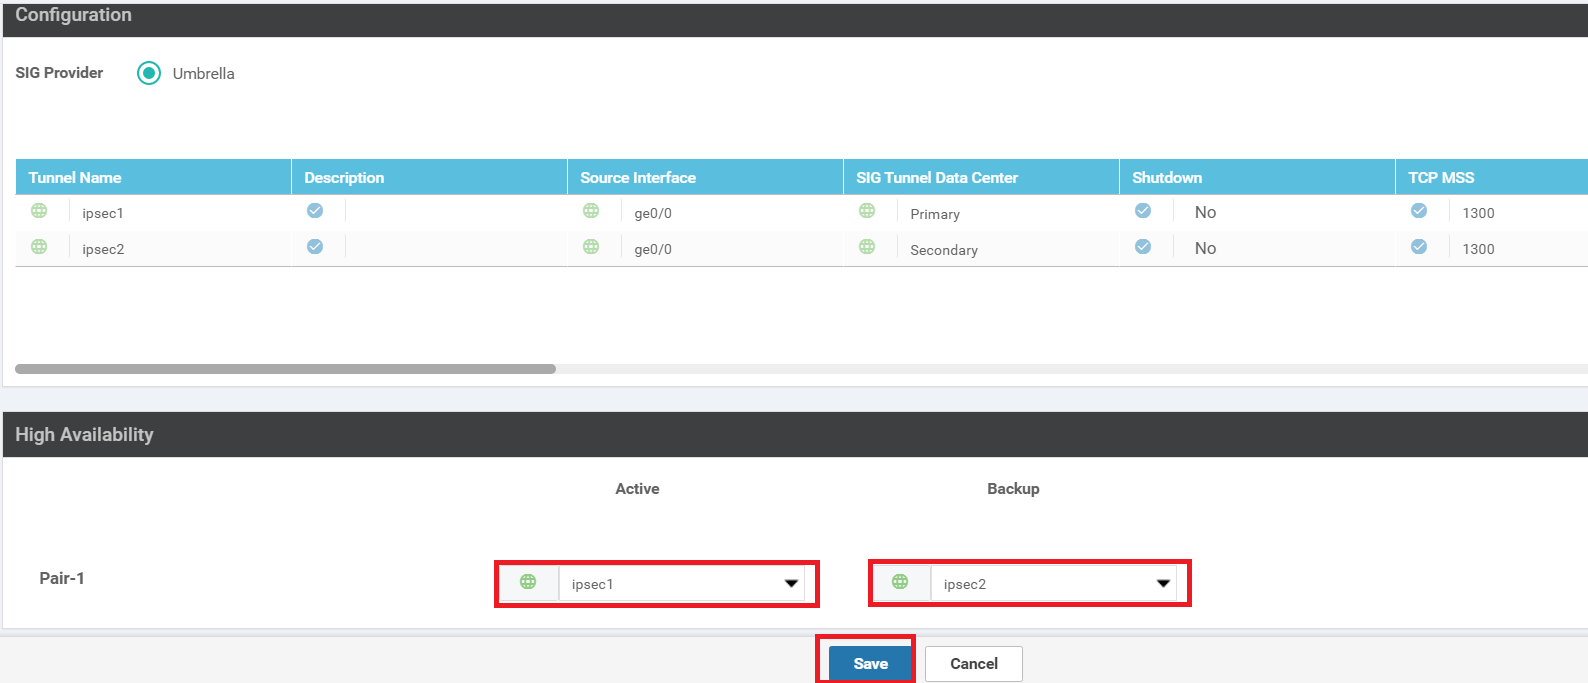 Configuration
SIG Provider Umbrella
Tunnel Name Description Source Interface SIG Tunnel Data Center Shutdown TCP MSS
ipsec1 ge0/0 Primary No 1300
ipsec2 ge0/0 Secondary No 1300
High Availability
Active Backup
Pair-1 ipsec1 ipsec2
Save Cancel